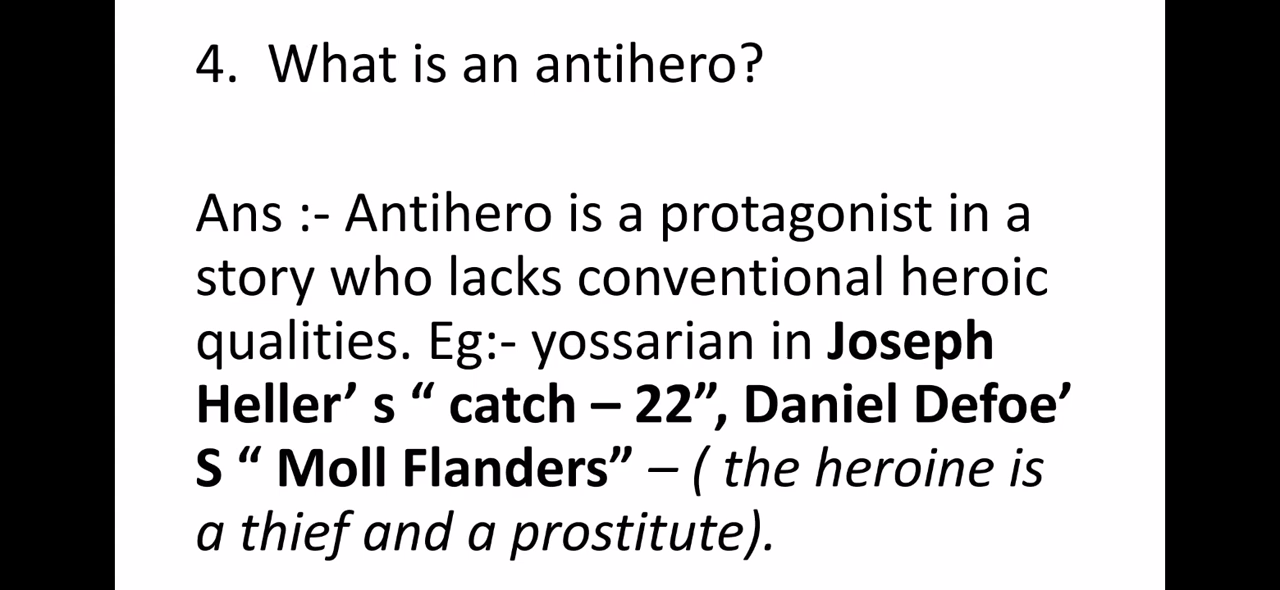 4. What is an antihero?
Ans :- Antihero is a protagonist in a
story who lacks conventional heroic
qualities. Eg:- yossarian in Joseph
Heller’ s “ catch – 22”, Daniel Defoe’
S “ Moll Flanders” – ( the heroine is
a thief and a prostitute).